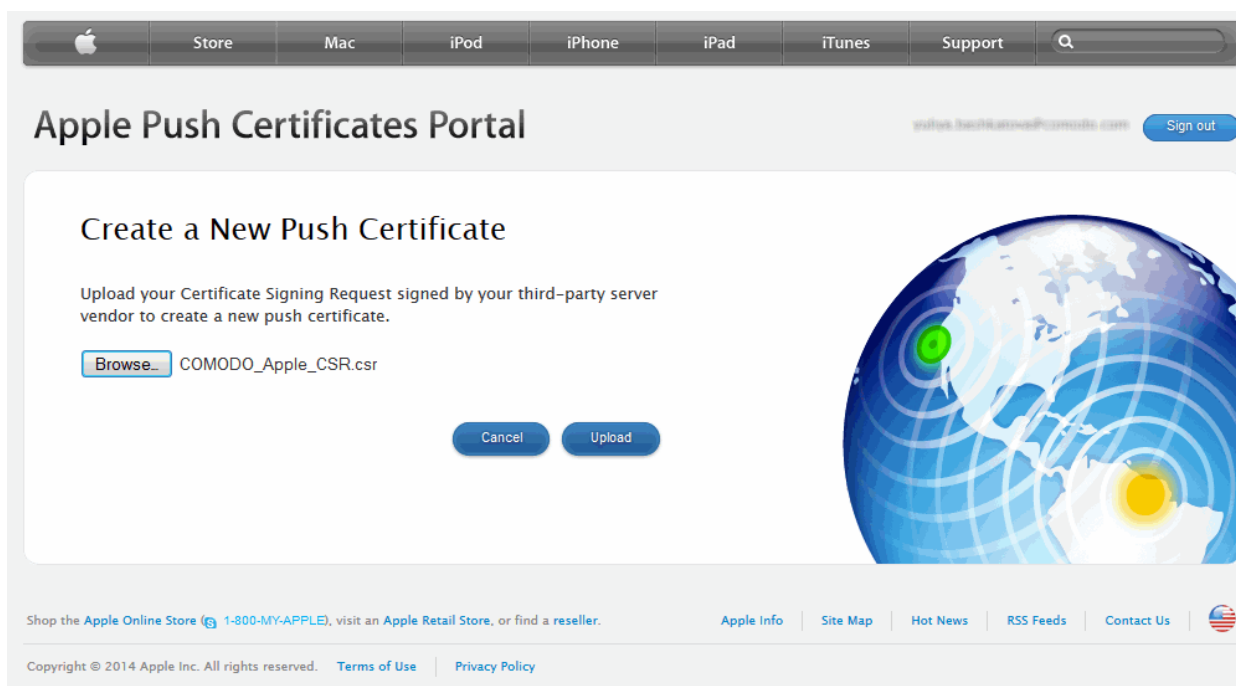 Store Mac iPod iPhone iPad iTunes Support
Apple Push Certificates Portal
Sign out
Create a New Push Certificate
Upload your Certificate Signing Request signed by your third-party server
vendor to create a new push certificate.
Browse… COMODO_Apple_CSR.csr
Cancel Upload
Shop the Apple Online Store (1-800-MY-APPLE), visit an Apple Retail Store, or find a reseller. Apple Info Site Map Hot News RSS Feeds Contact Us
Copyright © 2014 Apple Inc. All rights reserved. Terms of Use Privacy Policy